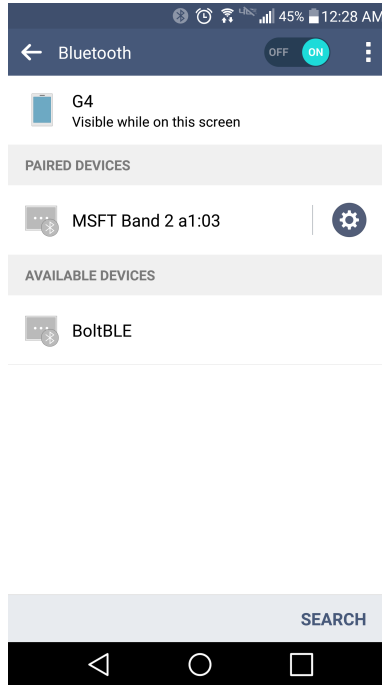 45% 12:28 AM
Bluetooth OFF ON
G4
Visible while on this screen
PAIRED DEVICES
MSFT Band 2 a1:03
AVAILABLE DEVICES
BoltBLE
SEARCH